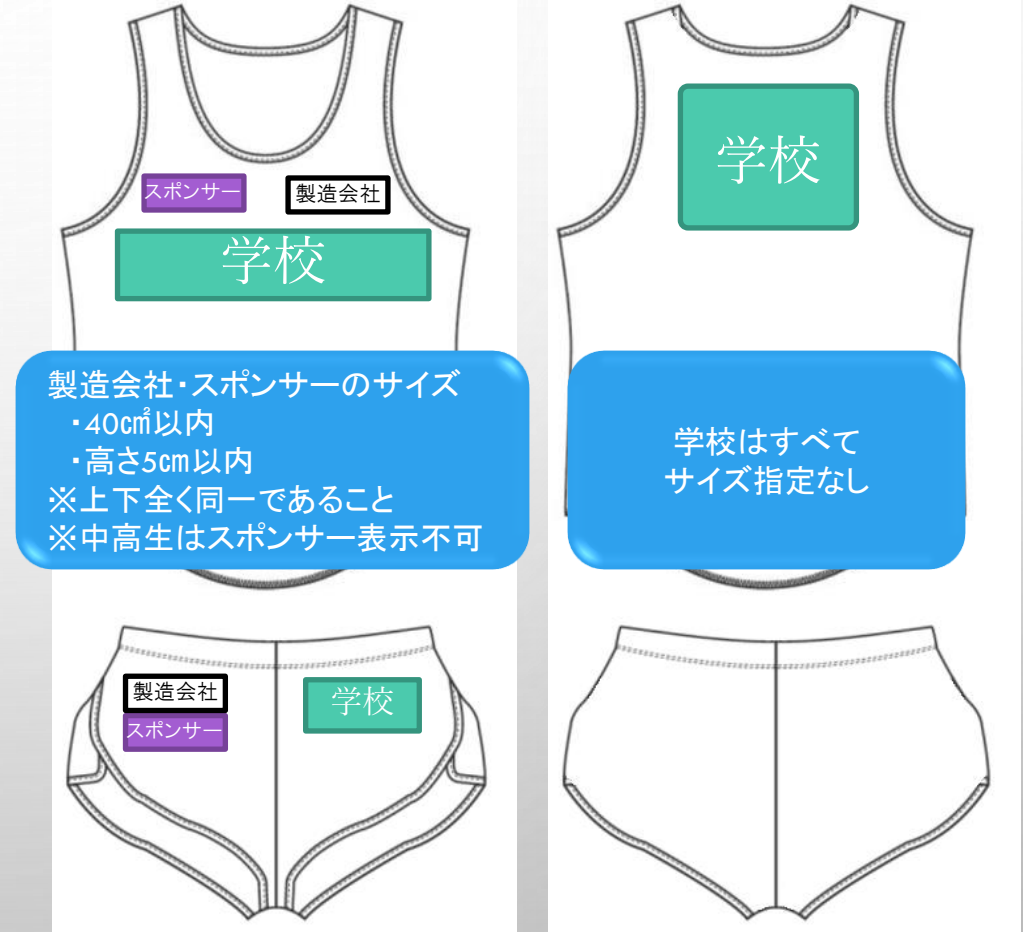 スポンサー
製造会社
学校
学校
製造会社・スポンサーのサイズ
・40㎠以内
・高さ5cm以内
※上下全く同一であること
※中高生はスポンサー表示不可
学校はすべて
サイズ指定なし
製造会社
スポンサー
学校